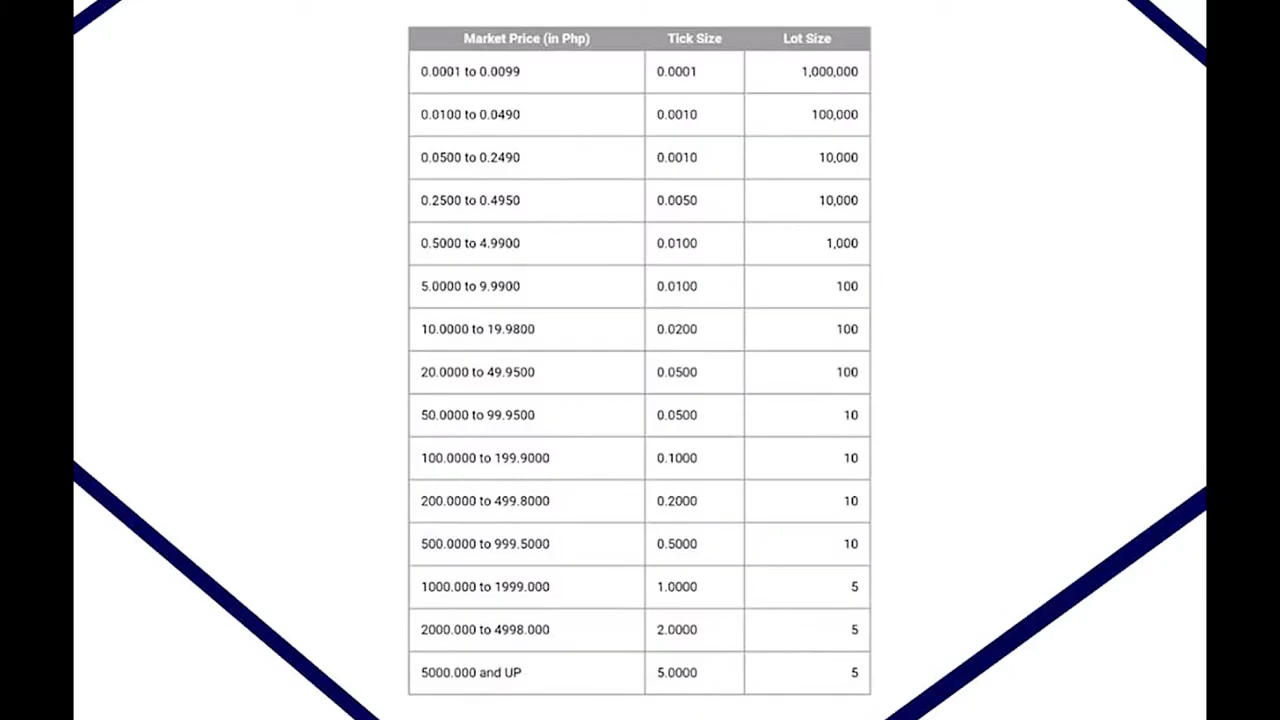 Market Price (in Php) Tick Size Lot Size
0.0001 to 0.0099 0.0001 1,000,000
0.0100 to 0.0490 0.0010 100,000
0.0500 to 0.2490 0.0010 10,000
0.2500 to 0.4950 0.0050 10,000
0.5000 to 4.9900 0.0100 1,000
5.0000 to 9.9900 0.0100 100
10.0000 to 19.9800 0.0200 100
20.0000 to 49.9500 0.0500 100
50.0000 to 99.9500 0.0500 10
100.0000 to 199.9000 0.1000 10
200.0000 to 499.8000 0.2000 10
500.0000 to 999.5000 0.5000 10
1000.000 to 1999.000 1.0000 5
2000.000 to 4998.000 2.0000 5
5000.000 and UP 5.0000 5